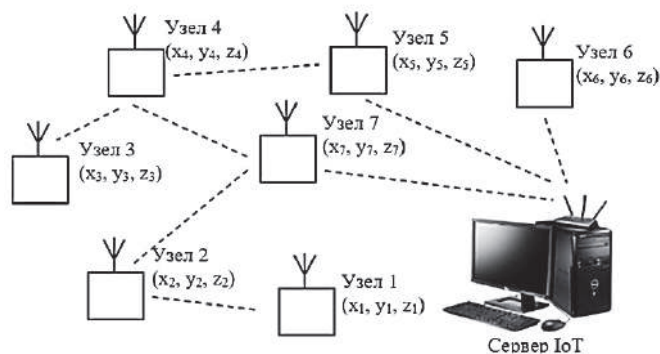 Узел 4
(x₄, y₄, z₄)
Узел 5
(x₅, y₅, z₅)
Узел 6
(x₆, y₆, z₆)
Узел 3
(x₃, y₃, z₃)
Узел 7
(x₇, y₇, z₇)
Узел 2
(x₂, y₂, z₂)
Узел 1
(x₁, y₁, z₁)
Сервер IoT